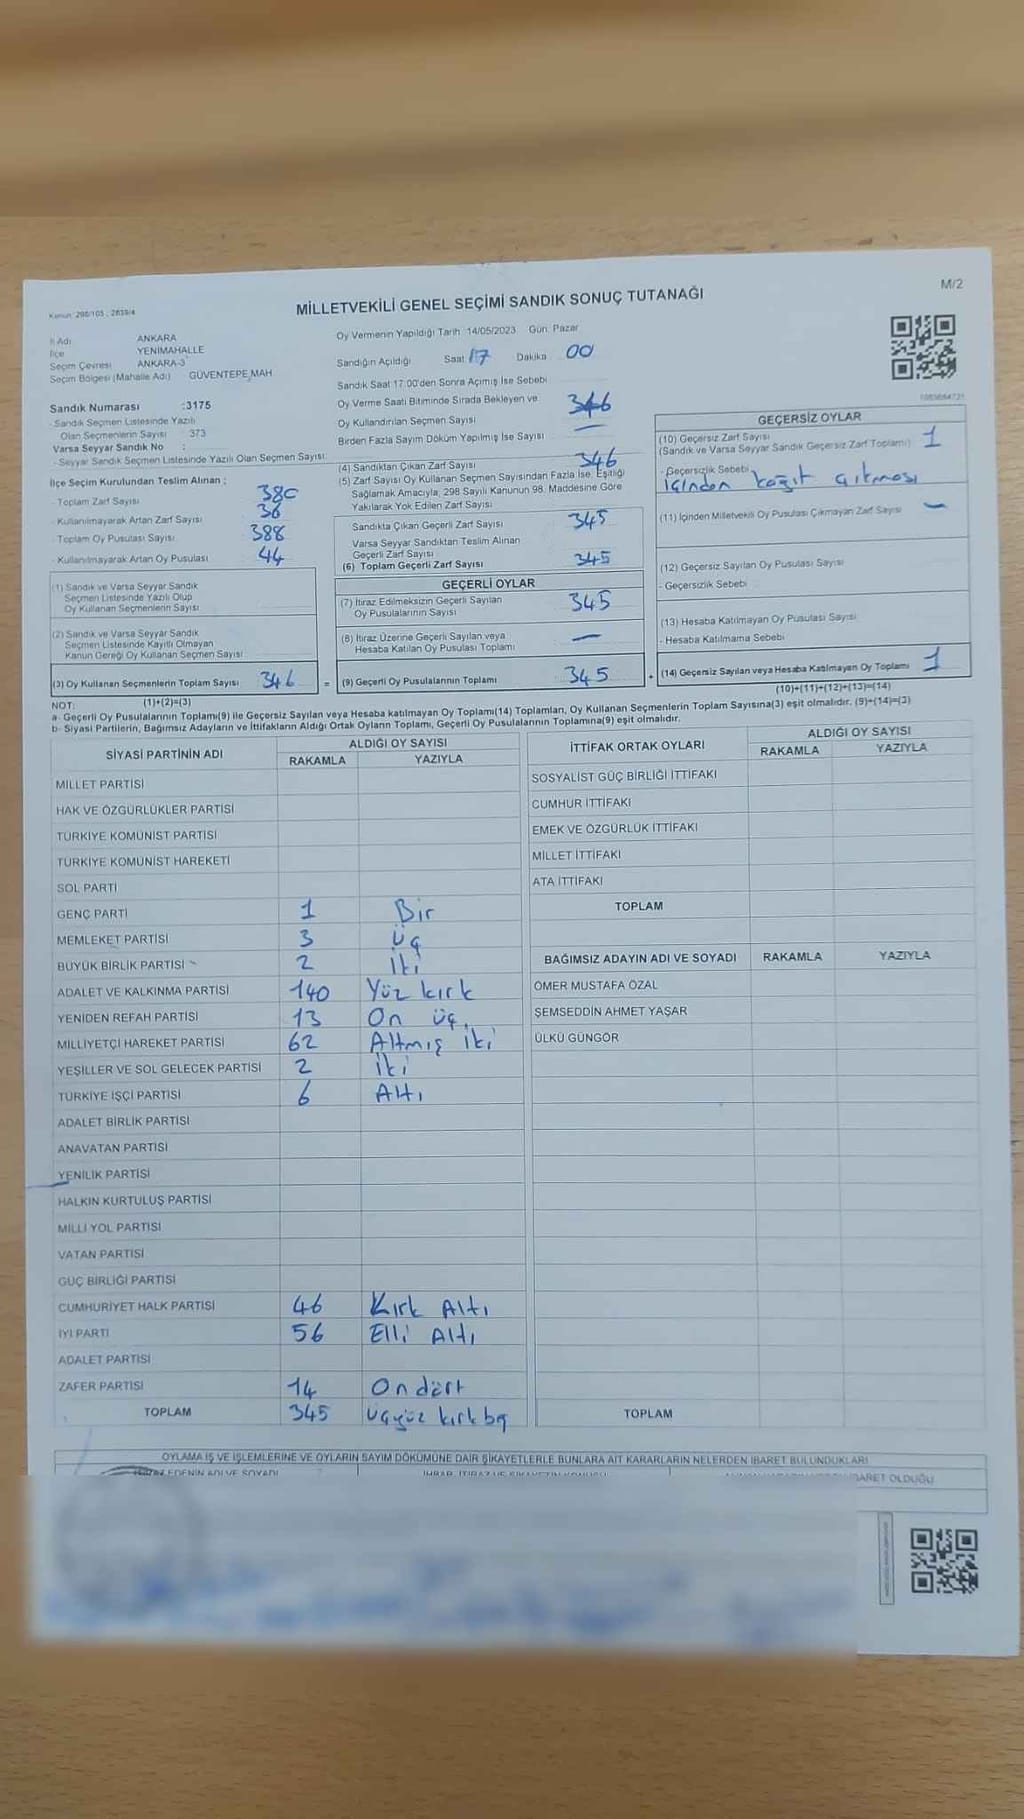 M/2
Kanun: 298/105 , 2839/4
MİLLETVEKİLİ GENEL SEÇİMİ SANDIK SONUÇ TUTANAĞI
İl Adı ANKARA
İlçe YENİMAHALLE
Seçim Çevresi ANKARA-3
Seçim Bölgesi (Mahalle Adı) GÜVENTEPE MAH
Sandık Numarası :3175
- Sandık Seçmen Listesinde Yazılı
Olan Seçmenlerin Sayısı 373
Varsa Seyyar Sandık No :
- Seyyar Sandık Seçmen Listesinde Yazılı Olan Seçmen Sayısı:
İlçe Seçim Kurulundan Teslim Alınan ;
- Toplam Zarf Sayısı 380
- Kullanılmayarak Artan Zarf Sayısı 36
- Toplam Oy Pusulası Sayısı 388
- Kullanılmayarak Artan Oy Pusulası 44
(1) Sandık ve Varsa Seyyar Sandık
Seçmen Listesinde Yazılı Olup
Oy Kullanan Seçmenlerin Sayısı
(2) Sandık ve Varsa Seyyar Sandık
Seçmen Listesinde Kayıtlı Olmayan
Kanun Gereği Oy Kullanan Seçmen Sayısı
(3) Oy Kullanan Seçmenlerin Toplam Sayısı 346 =
(1)+(2)=(3)
Oy Vermenin Yapıldığı Tarih 14/05/2023 Gün: Pazar
Sandığın Açıldığı Saat 17 Dakika 00
Sandık Saat 17:00'den Sonra Açılmış İse Sebebi
Oy Verme Saati Bitiminde Sırada Bekleyen ve
Oy Kullandırılan Seçmen Sayısı 346
Birden Fazla Sayım Döküm Yapılmış İse Sayısı
(4) Sandıktan Çıkan Zarf Sayısı 346
(5) Zarf Sayısı Oy Kullanan Seçmen Sayısından Fazla İse, Eşitliği
Sağlamak Amacıyla, 298 Sayılı Kanunun 98. Maddesine Göre
Yakılarak Yok Edilen Zarf Sayısı
Sandıkta Çıkan Geçerli Zarf Sayısı 345
Varsa Seyyar Sandıktan Teslim Alınan
Geçerli Zarf Sayısı
(6) Toplam Geçerli Zarf Sayısı 345
GEÇERLİ OYLAR
(7) İtiraz Edilmeksizin Geçerli Sayılan
Oy Pusulalarının Sayısı 345
(8) İtiraz Üzerine Geçerli Sayılan veya
Hesaba Katılan Oy Pusulası Toplamı —
(9) Geçerli Oy Pusulalarının Toplamı 345 +
GEÇERSİZ OYLAR
(10) Geçersiz Zarf Sayısı
(Sandık ve Varsa Seyyar Sandık Geçersiz Zarf Toplamı) 1
- Geçersizlik Sebebi
İçinden kağıt çıkması
(11) İçinden Milletvekili Oy Pusulası Çıkmayan Zarf Sayısı —
(12) Geçersiz Sayılan Oy Pusulası Sayısı
- Geçersizlik Sebebi
(13) Hesaba Katılmayan Oy Pusulası Sayısı
- Hesaba Katılmama Sebebi
(14) Geçersiz Sayılan veya Hesaba Katılmayan Oy Toplamı 1
(10)+(11)+(12)+(13)=(14)
NOT:
a- Geçerli Oy Pusulalarının Toplamı(9) ile Geçersiz Sayılan veya Hesaba katılmayan Oy Toplamı(14) Toplamları, Oy Kullanan Seçmenlerin Toplam Sayısına(3) eşit olmalıdır. (9)+(14)=(3)
b- Siyasi Partilerin, Bağımsız Adayların ve İttifakların Aldığı Ortak Oyların Toplamı, Geçerli Oy Pusulalarının Toplamına(9) eşit olmalıdır.
SİYASİ PARTİNİN ADI ALDIĞI OY SAYISI
RAKAMLA YAZIYLA
MİLLET PARTİSİ
HAK VE ÖZGÜRLÜKLER PARTİSİ
TÜRKİYE KOMÜNİST PARTİSİ
TÜRKİYE KOMÜNİST HAREKETİ
SOL PARTİ
GENÇ PARTİ 1 Bir
MEMLEKET PARTİSİ 3 Üç
BÜYÜK BİRLİK PARTİSİ 2 İki
ADALET VE KALKINMA PARTİSİ 140 Yüz kırk
YENİDEN REFAH PARTİSİ 13 On üç
MİLLİYETÇİ HAREKET PARTİSİ 62 Altmış iki
YEŞİLLER VE SOL GELECEK PARTİSİ 2 İki
TÜRKİYE İŞÇİ PARTİSİ 6 Altı
ADALET BİRLİK PARTİSİ
ANAVATAN PARTİSİ
YENİLİK PARTİSİ
HALKIN KURTULUŞ PARTİSİ
MİLLİ YOL PARTİSİ
VATAN PARTİSİ
GÜÇ BİRLİĞİ PARTİSİ
CUMHURİYET HALK PARTİSİ 46 Kırk Altı
İYİ PARTİ 56 Elli Altı
ADALET PARTİSİ
ZAFER PARTİSİ 14 On dört
TOPLAM 345 Üçyüz kırk beş
İTTİFAK ORTAK OYLARI ALDIĞI OY SAYISI
RAKAMLA YAZIYLA
SOSYALİST GÜÇ BİRLİĞİ İTTİFAKI
CUMHUR İTTİFAKI
EMEK VE ÖZGÜRLÜK İTTİFAKI
MİLLET İTTİFAKI
ATA İTTİFAKI
TOPLAM
BAĞIMSIZ ADAYIN ADI VE SOYADI RAKAMLA YAZIYLA
ÖMER MUSTAFA ÖZAL
ŞEMSEDDİN AHMET YAŞAR
ÜLKÜ GÜNGÖR
TOPLAM
OYLAMA İŞ VE İŞLEMLERİNE VE OYLARIN SAYIM DÖKÜMÜNE DAİR ŞİKAYETLERLE BUNLARA AİT KARARLARIN NELERDEN İBARET BULUNDUKLARI
İBARET OLDUĞU